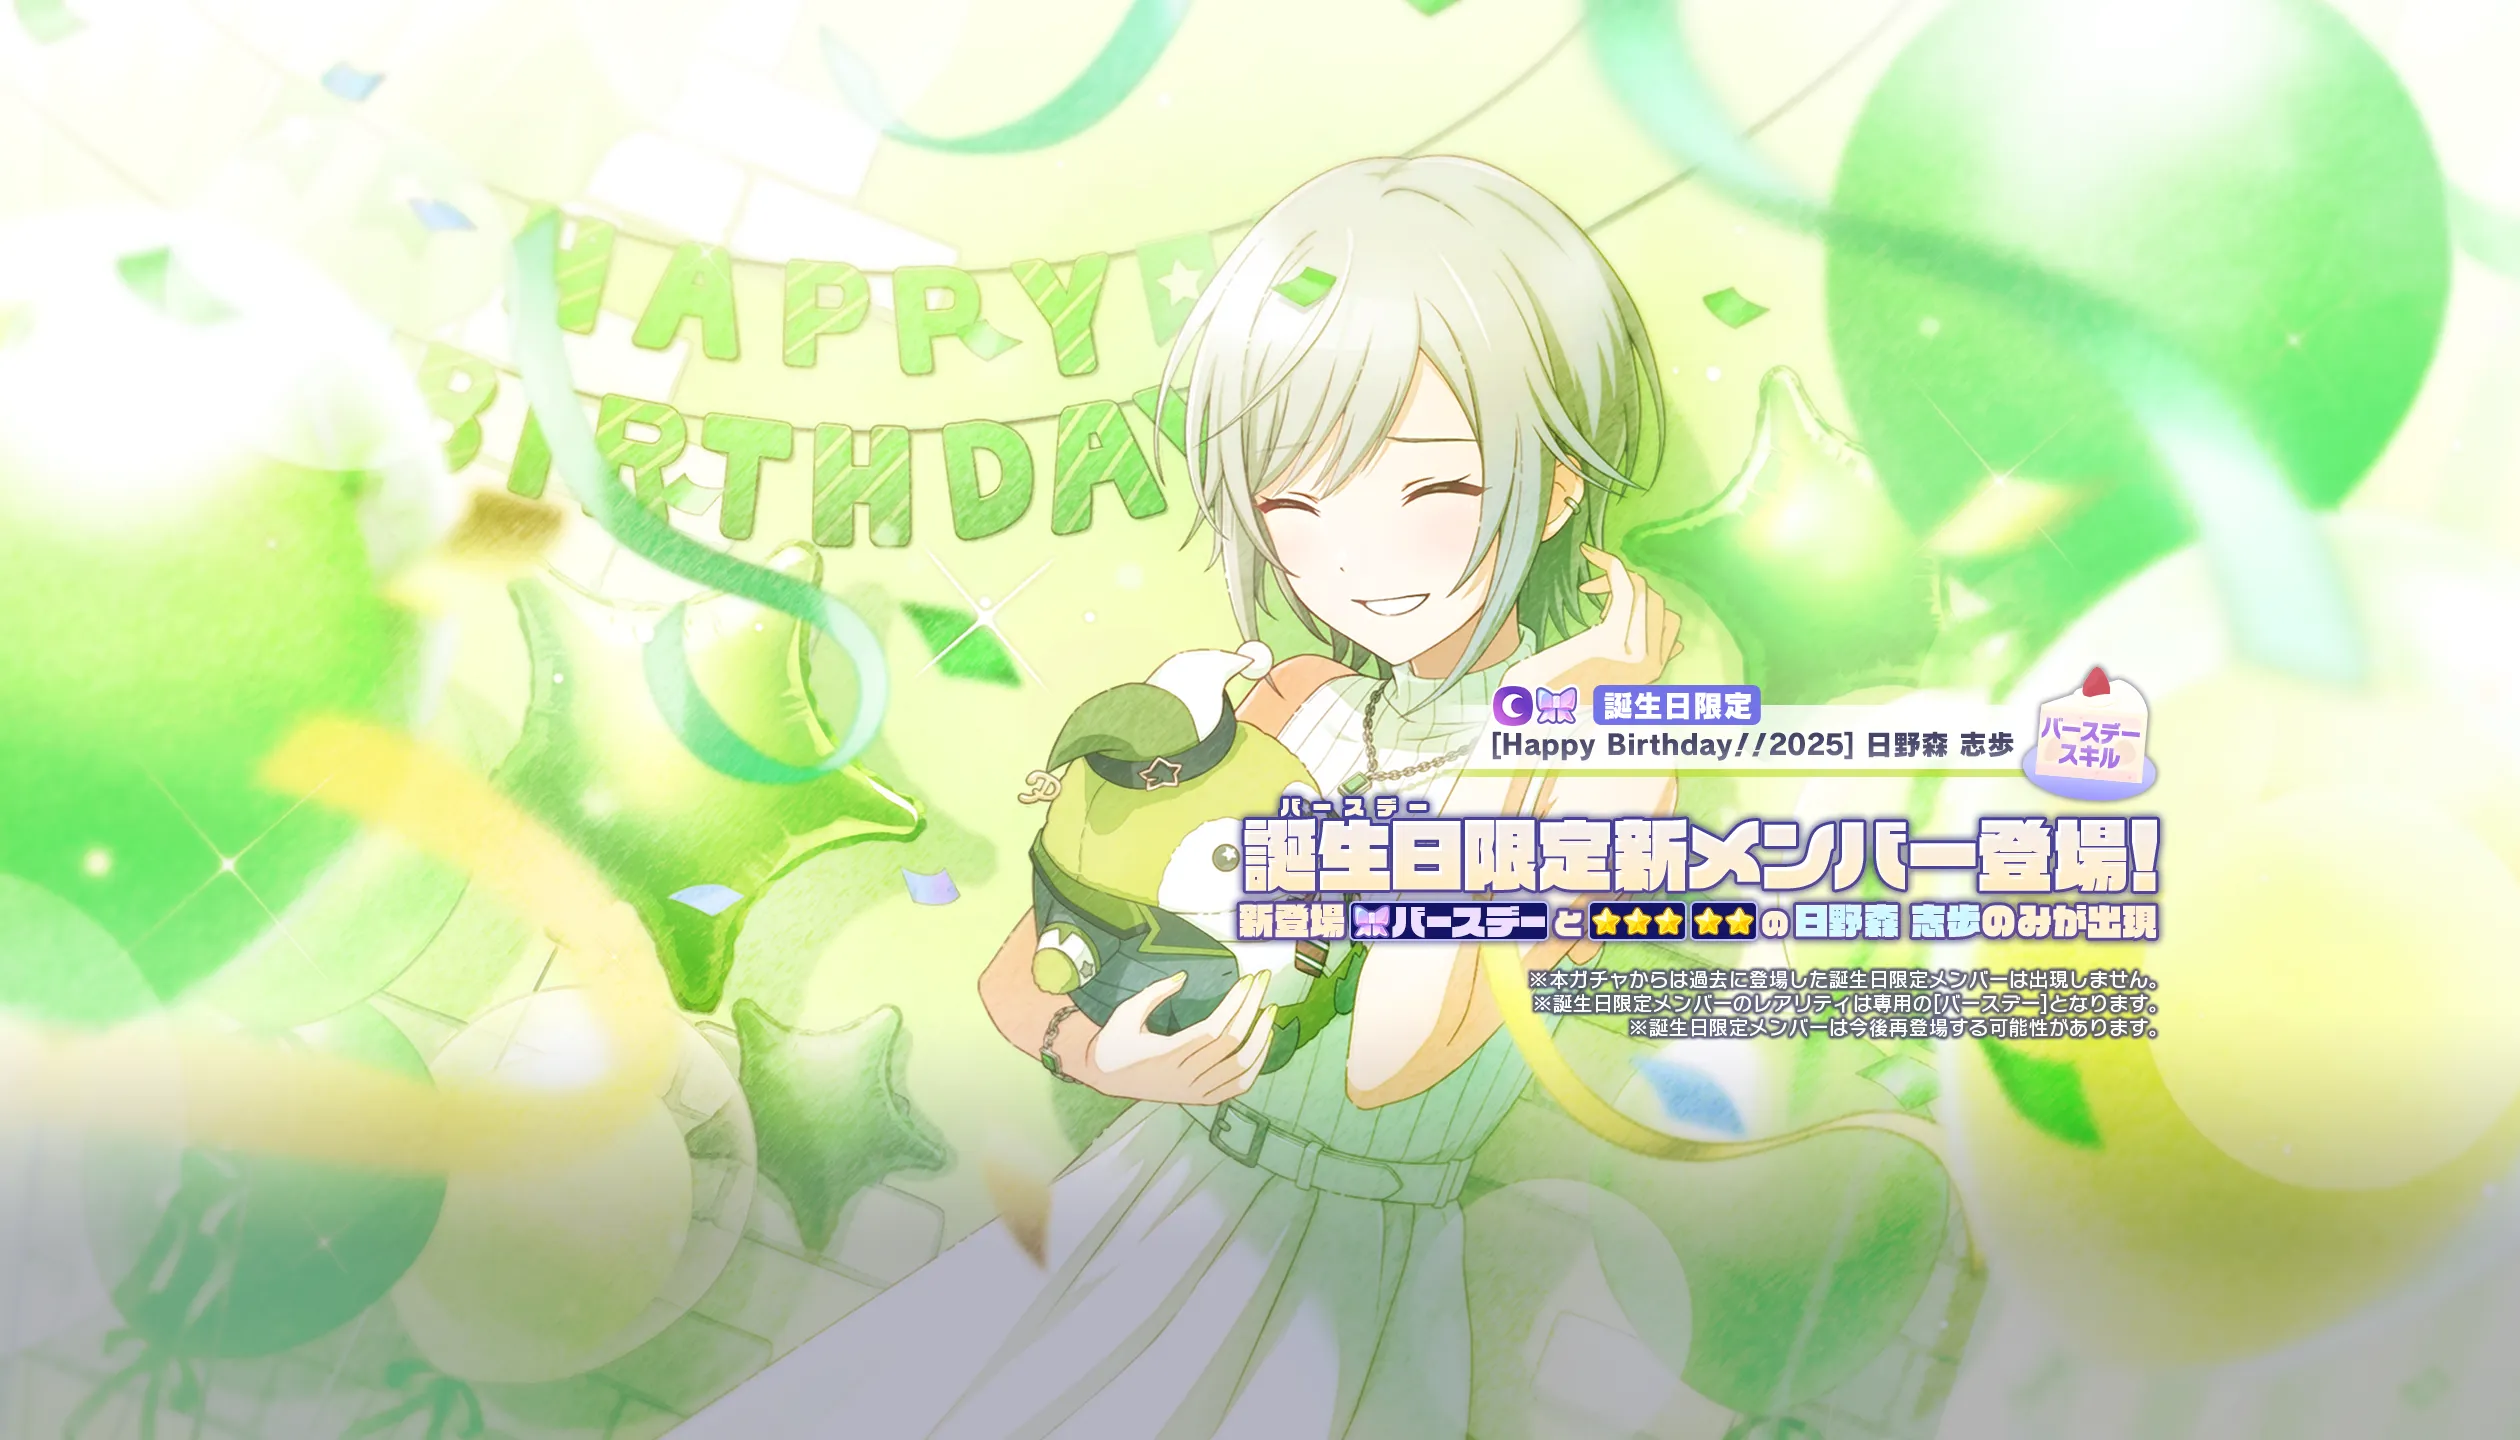 HAPPY
BIRTHDAY
誕生日限定
[Happy Birthday!!2025] 日野森 志歩
バースデー
スキル
バースデー
誕生日限定新メンバー登場!
新登場 バースデーと★★★ ★★の日野森 志歩のみが出現
※本ガチャからは過去に登場した誕生日限定メンバーは出現しません。
※誕生日限定メンバーのレアリティは専用の[バースデー]となります。
※誕生日限定メンバーは今後再登場する可能性があります。